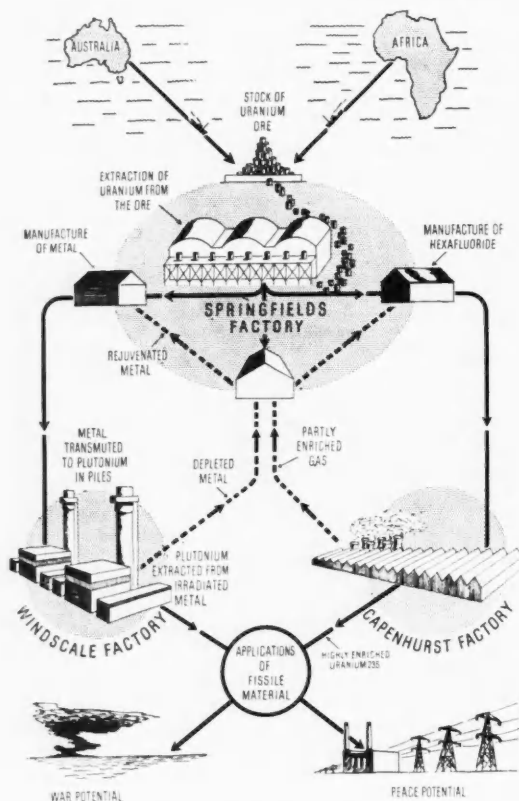 AUSTRALIA
AFRICA
STOCK OF
URANIUM
ORE
EXTRACTION OF
URANIUM FROM
THE ORE
MANUFACTURE
OF METAL
MANUFACTURE OF
HEXAFLUORIDE
SPRINGFIELDS
FACTORY
REJUVENATED
METAL
METAL
TRANSMUTED
TO PLUTONIUM
IN PILES
DEPLETED
METAL
PARTLY
ENRICHED
GAS
PLUTONIUM
EXTRACTED FROM
IRRADIATED
METAL
WINDSCALE FACTORY
CAPENHURST FACTORY
APPLICATIONS
OF
FISSILE
MATERIAL
HIGHLY ENRICHED
URANIUM 235
WAR POTENTIAL
PEACE POTENTIAL